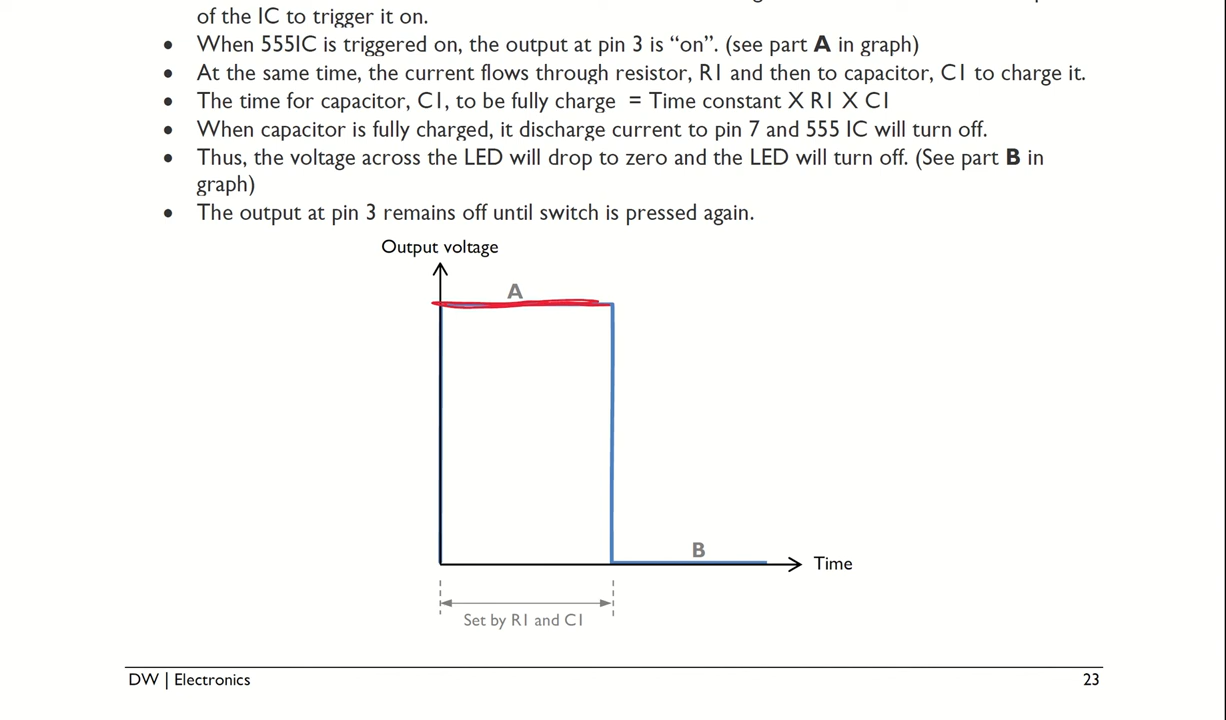 of the IC to trigger it on.
• When 555IC is triggered on, the output at pin 3 is “on”. (see part A in graph)
• At the same time, the current flows through resistor, R1 and then to capacitor, C1 to charge it.
• The time for capacitor, C1, to be fully charge = Time constant X R1 X C1
• When capacitor is fully charged, it discharge current to pin 7 and 555 IC will turn off.
• Thus, the voltage across the LED will drop to zero and the LED will turn off. (See part B in
graph)
• The output at pin 3 remains off until switch is pressed again.
Output voltage
A
B
Time
Set by R1 and C1
DW | Electronics
23